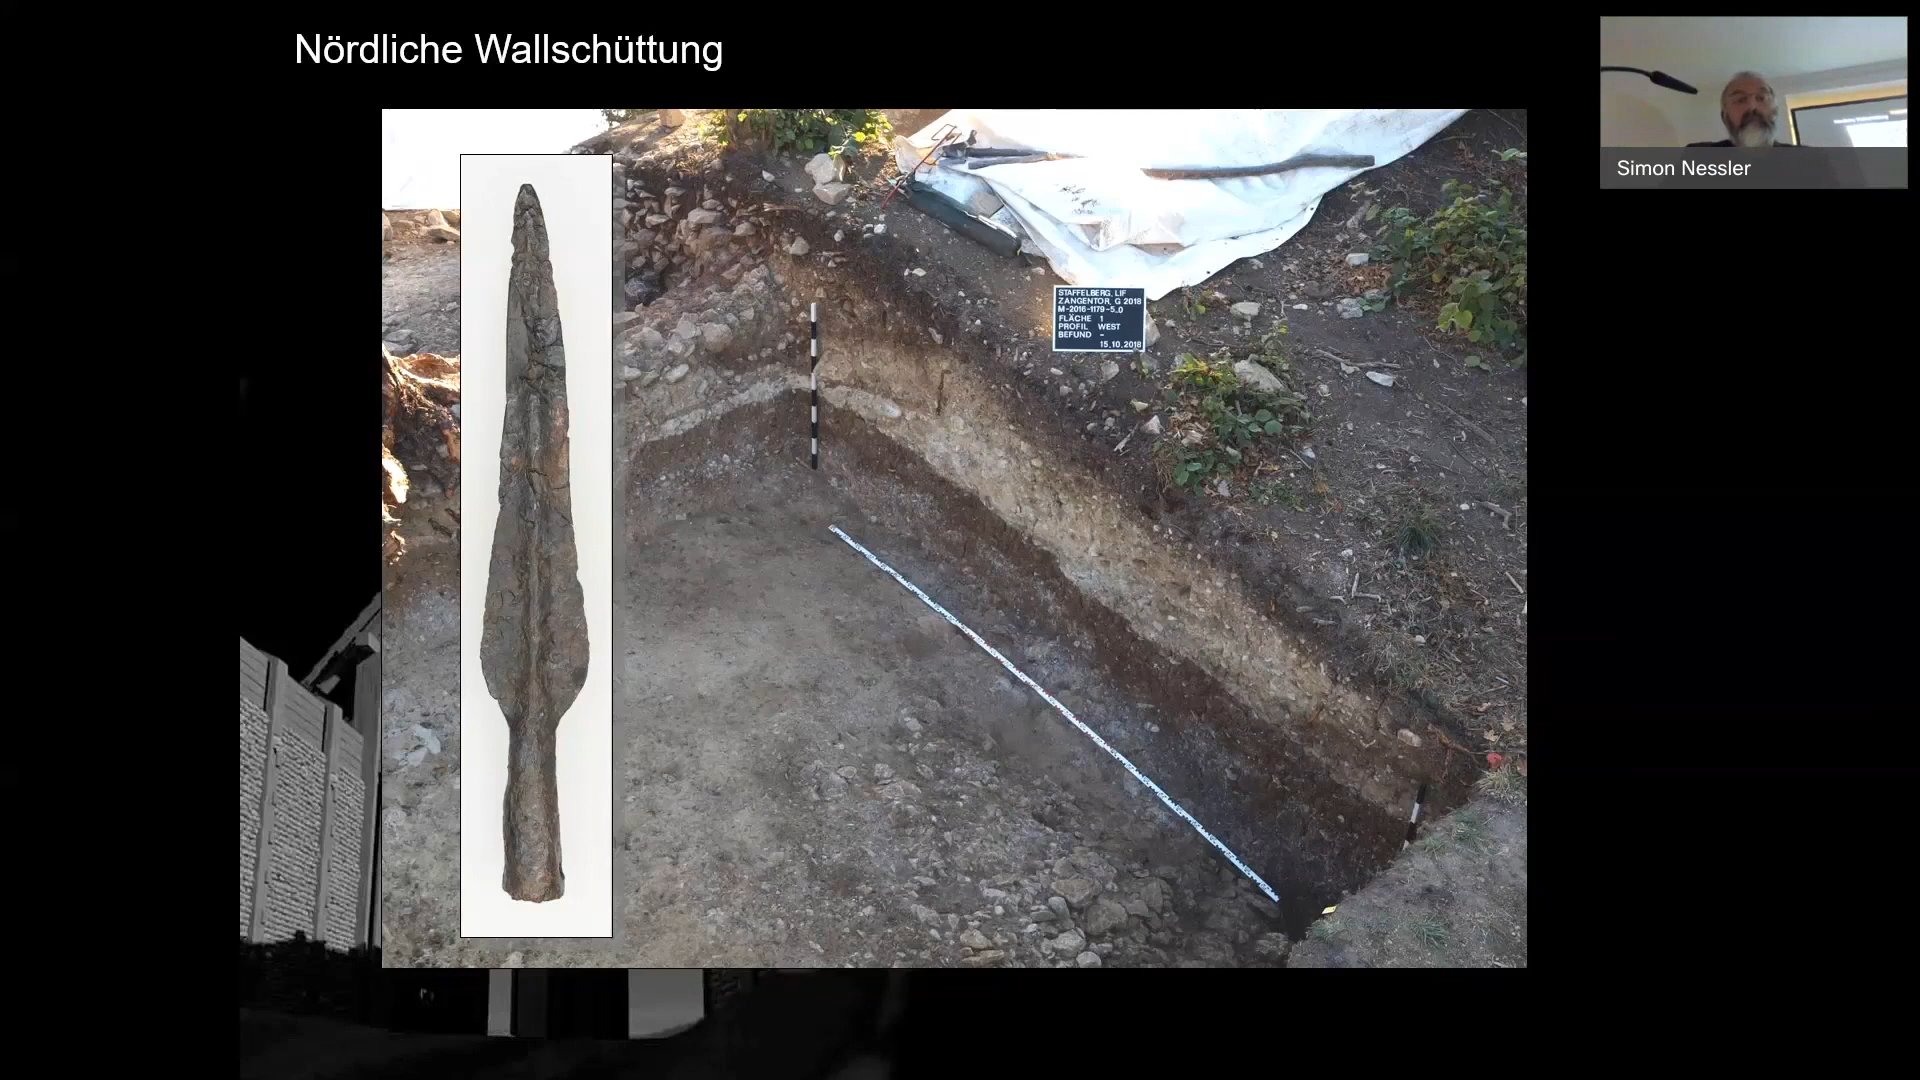 Nördliche Wallschüttung
Simon Nessler
STAFFELBERG, LIF
ZANGENTOR, G 2018
M-2016-1179-5_0
FLÄCHE 1
PROFIL WEST
BEFUND -
15.10.2018